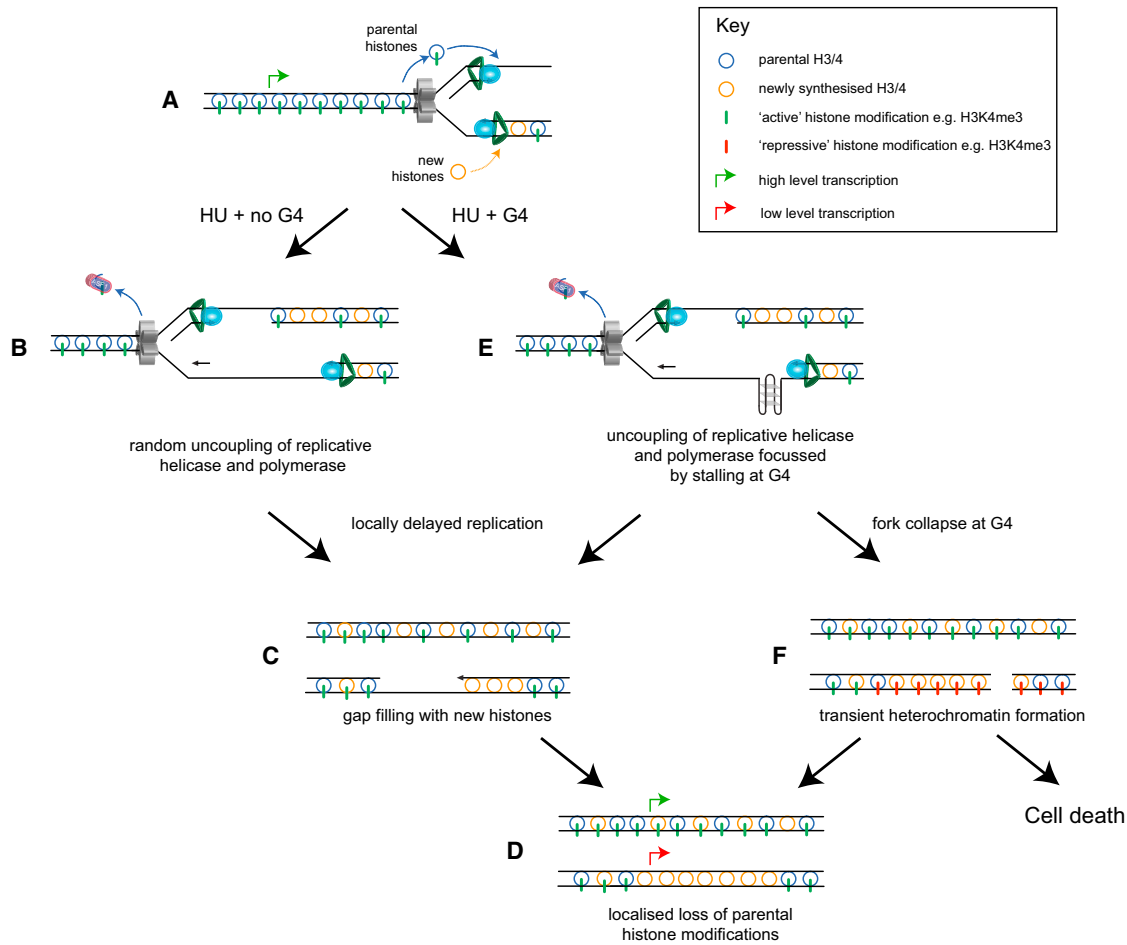 parental
histones
A
new
histones
Key
parental H3/4
newly synthesised H3/4
‘active’ histone modification e.g. H3K4me3
‘repressive’ histone modification e.g. H3K4me3
high level transcription
low level transcription
HU + no G4
HU + G4
B
random uncoupling of replicative
helicase and polymerase
E
uncoupling of replicative helicase
and polymerase focussed
by stalling at G4
locally delayed replication
fork collapse at G4
C
gap filling with new histones
F
transient heterochromatin formation
D
localised loss of parental
histone modifications
Cell death